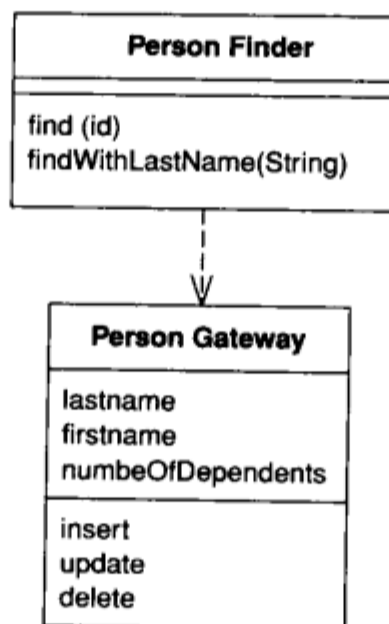 Person Finder
find (id)
findWithLastName(String)
Person Gateway
lastname
firstname
numbeOfDependents
insert
update
delete